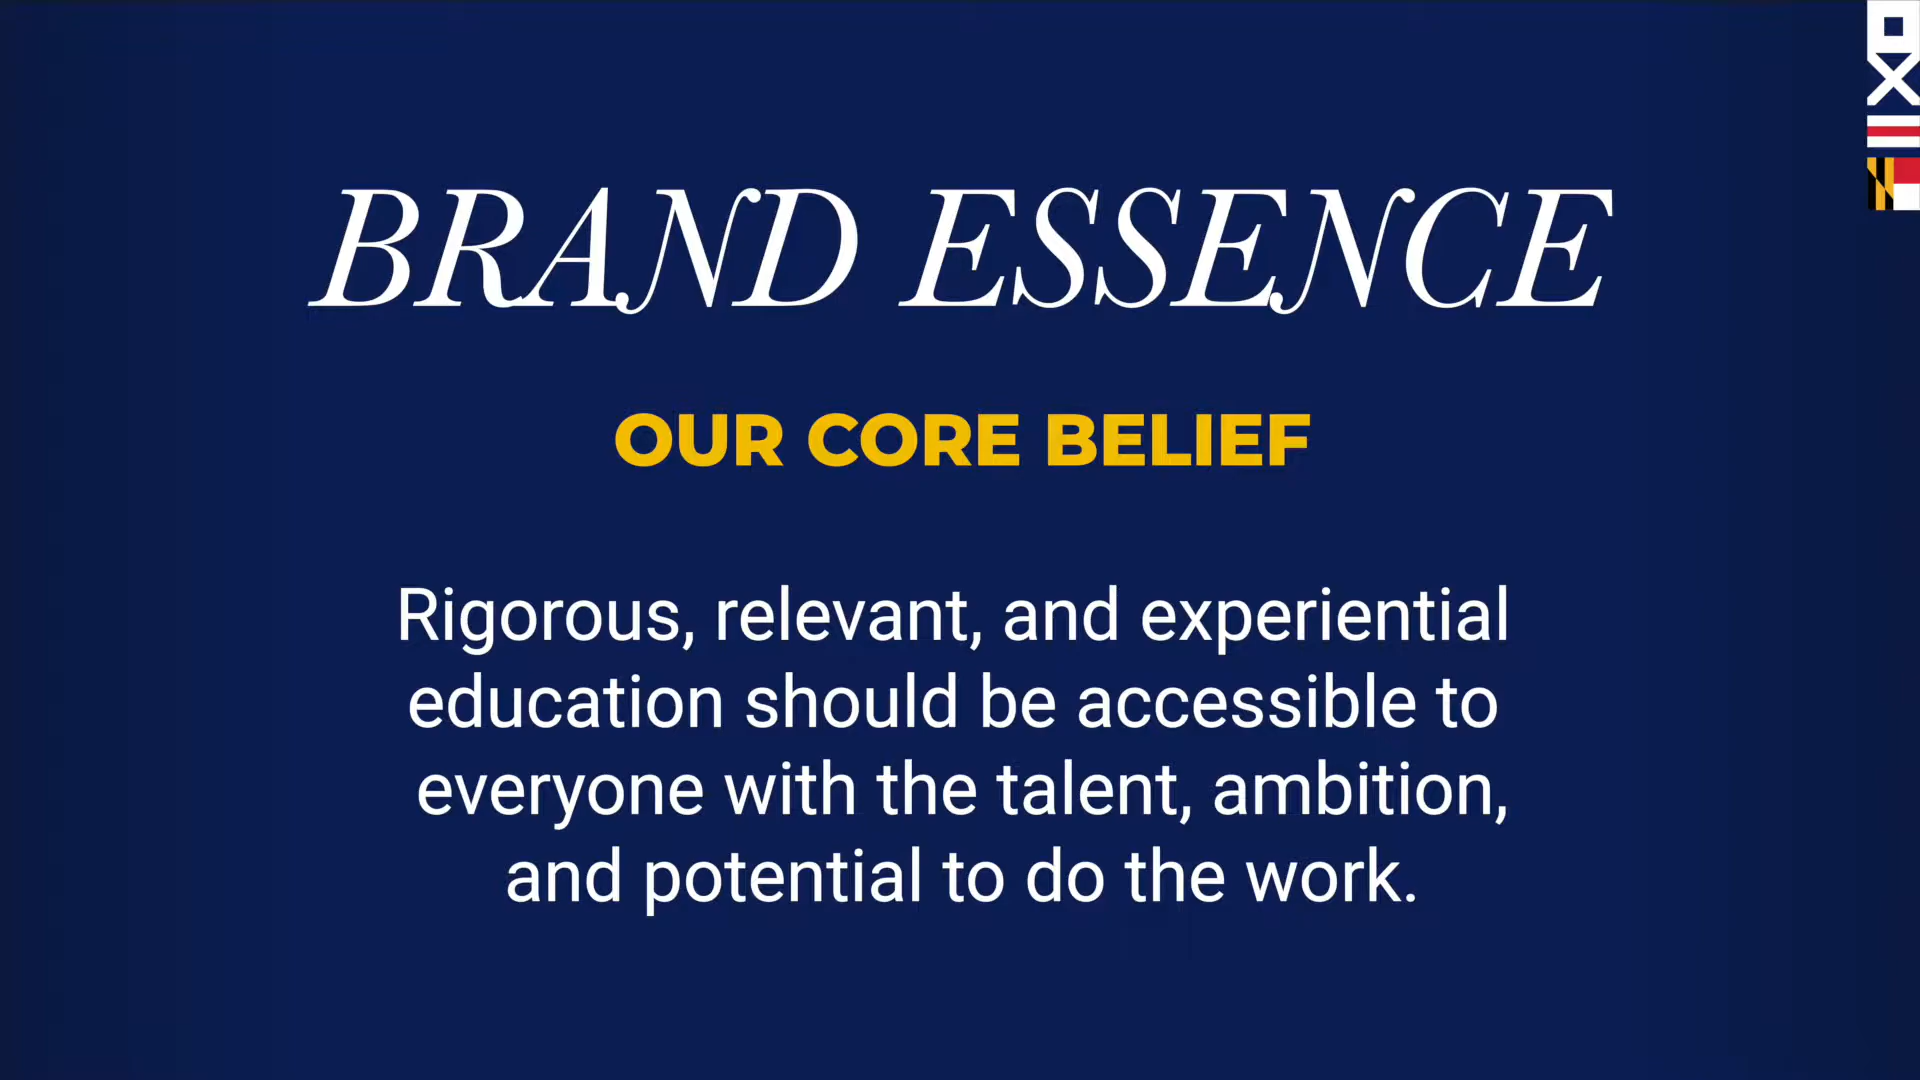 BRAND ESSENCE
OUR CORE BELIEF
Rigorous, relevant, and experiential
education should be accessible to
everyone with the talent, ambition,
and potential to do the work.